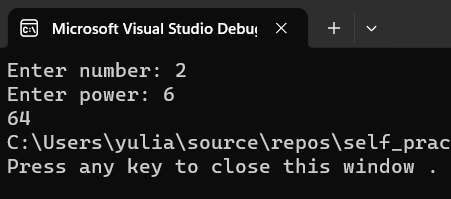 Microsoft Visual Studio Debug
Enter number: 2
Enter power: 6
64
C:\Users\yulia\source\repos\self_prac
Press any key to close this window .